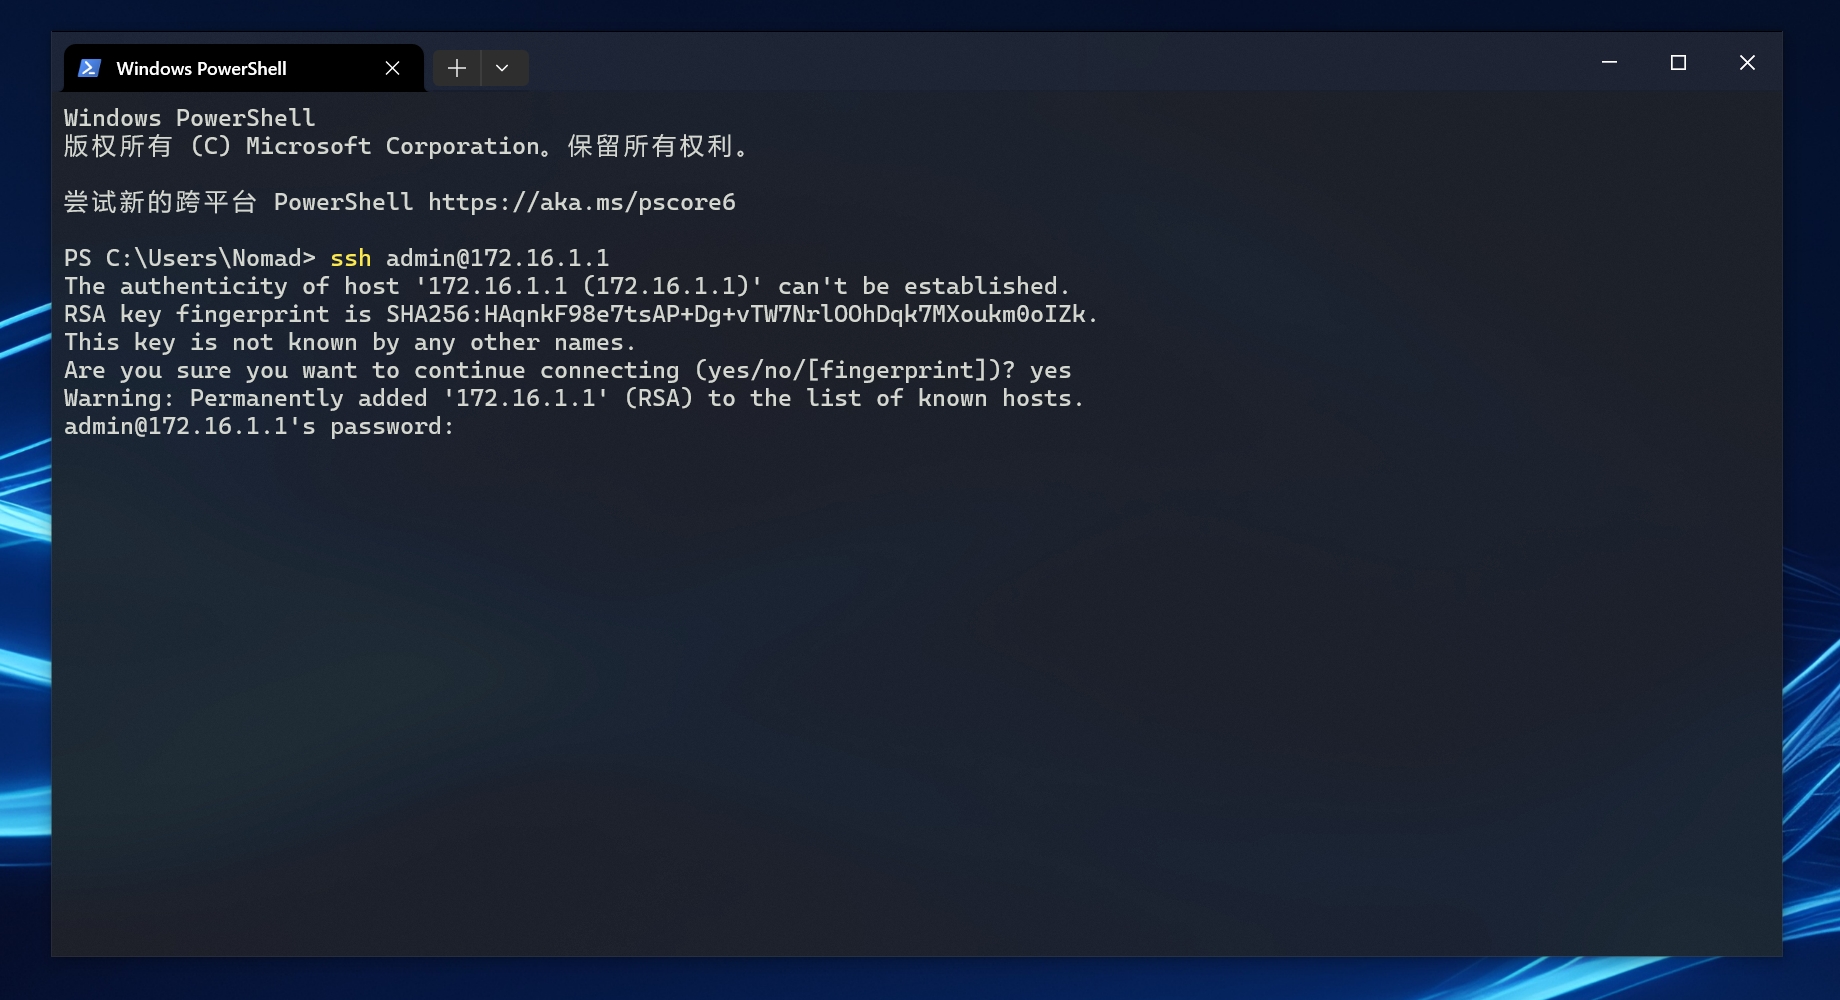 Windows PowerShell
Windows PowerShell
版权所有 (C) Microsoft Corporation。保留所有权利。
尝试新的跨平台 PowerShell https://aka.ms/pscore6
PS C:\Users\Nomad> ssh admin@172.16.1.1
The authenticity of host '172.16.1.1 (172.16.1.1)' can't be established.
RSA key fingerprint is SHA256:HAqnkF98e7tsAP+Dg+vTW7NrlOOhDqk7MXoukm0oIZk.
This key is not known by any other names.
Are you sure you want to continue connecting (yes/no/[fingerprint])? yes
Warning: Permanently added '172.16.1.1' (RSA) to the list of known hosts.
admin@172.16.1.1's password: